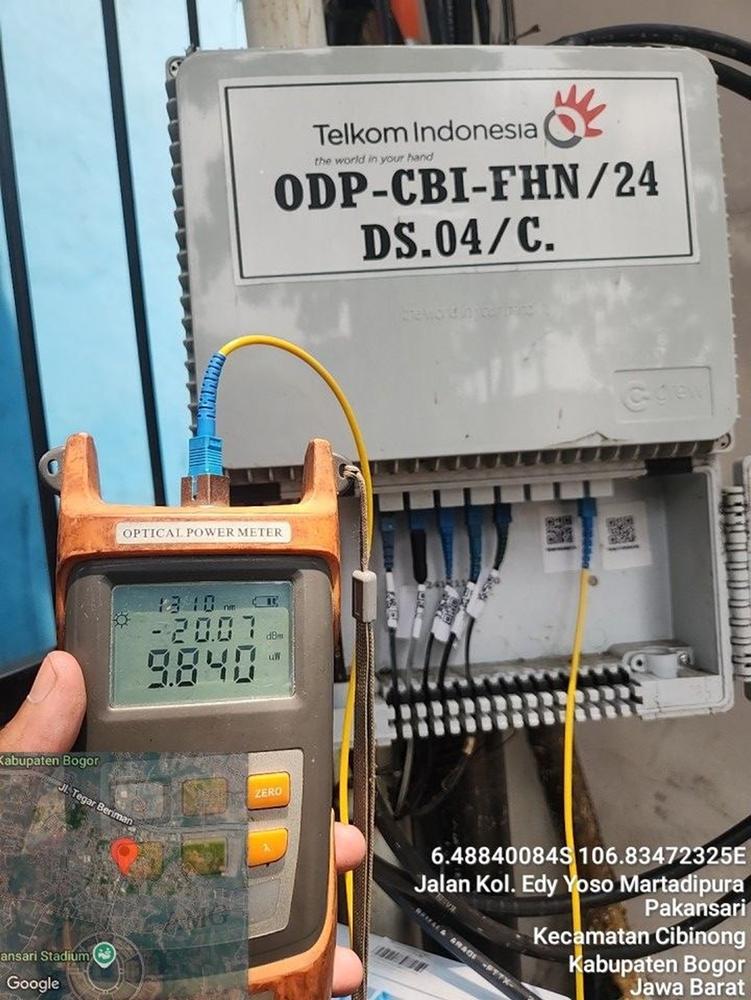 Telkom Indonesia
the world in your hand
ODP-CBI-FHN/24
DS.04/C.
OPTICAL POWER METER
1310 nm
-20.07 dBm
9.840 uW
ZERO
λ
Kabupaten Bogor
Jl. Tegar Beriman
ansari Stadium
Google
6.48840084S 106.83472325E
Jalan Kol. Edy Yoso Martadipura
Pakansari
Kecamatan Cibinong
Kabupaten Bogor
Jawa Barat